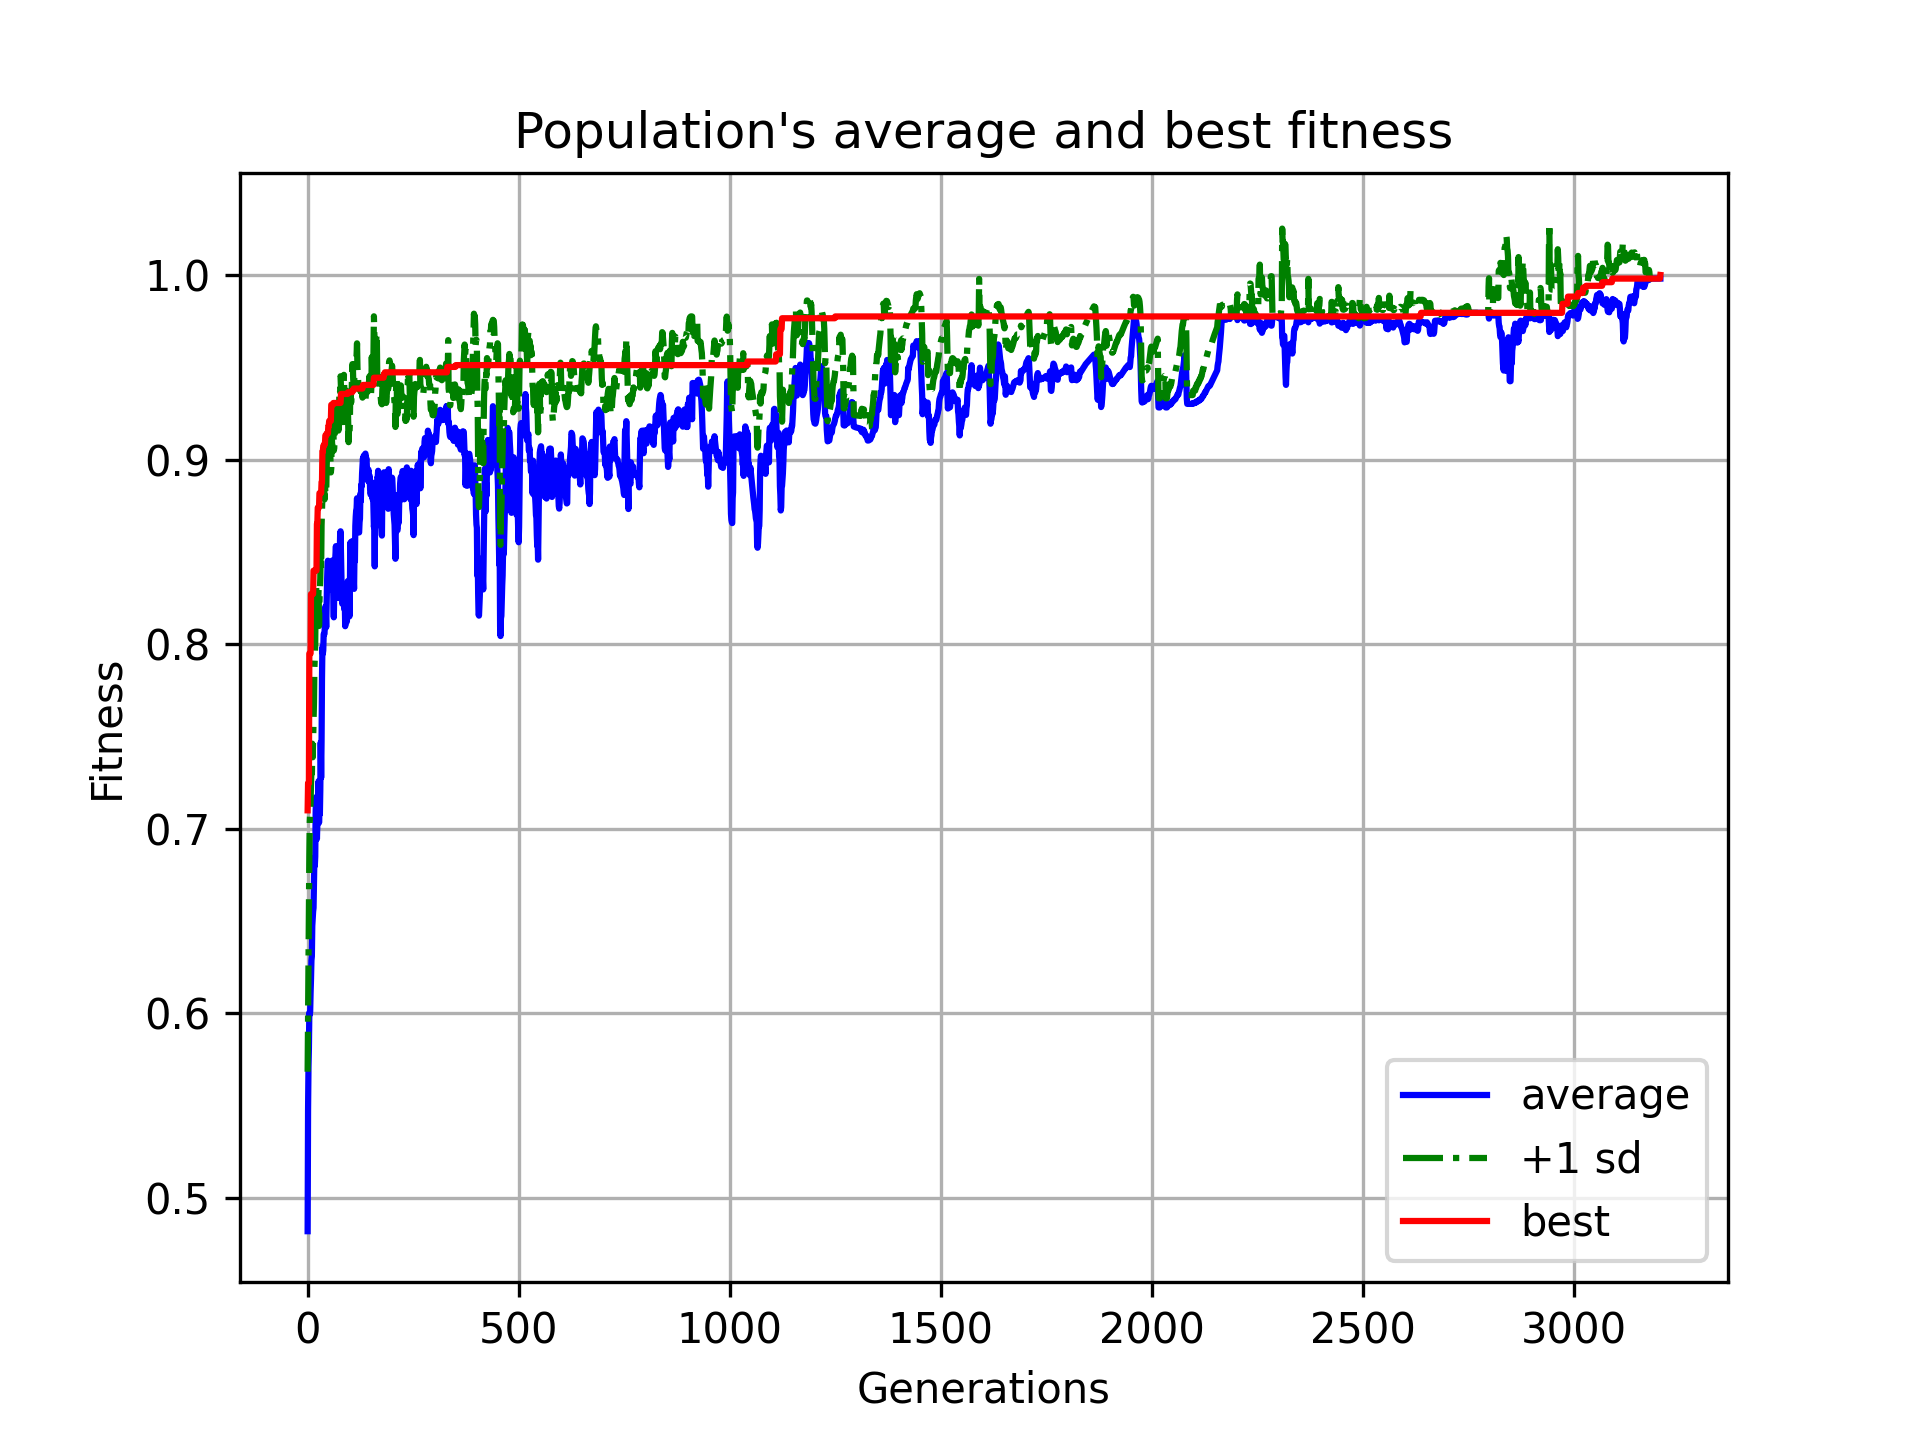 Population's average and best fitness
Fitness
1.0
0.9
0.8
0.7
0.6
0.5
average
+1 sd
best
0 500 1000 1500 2000 2500 3000
Generations